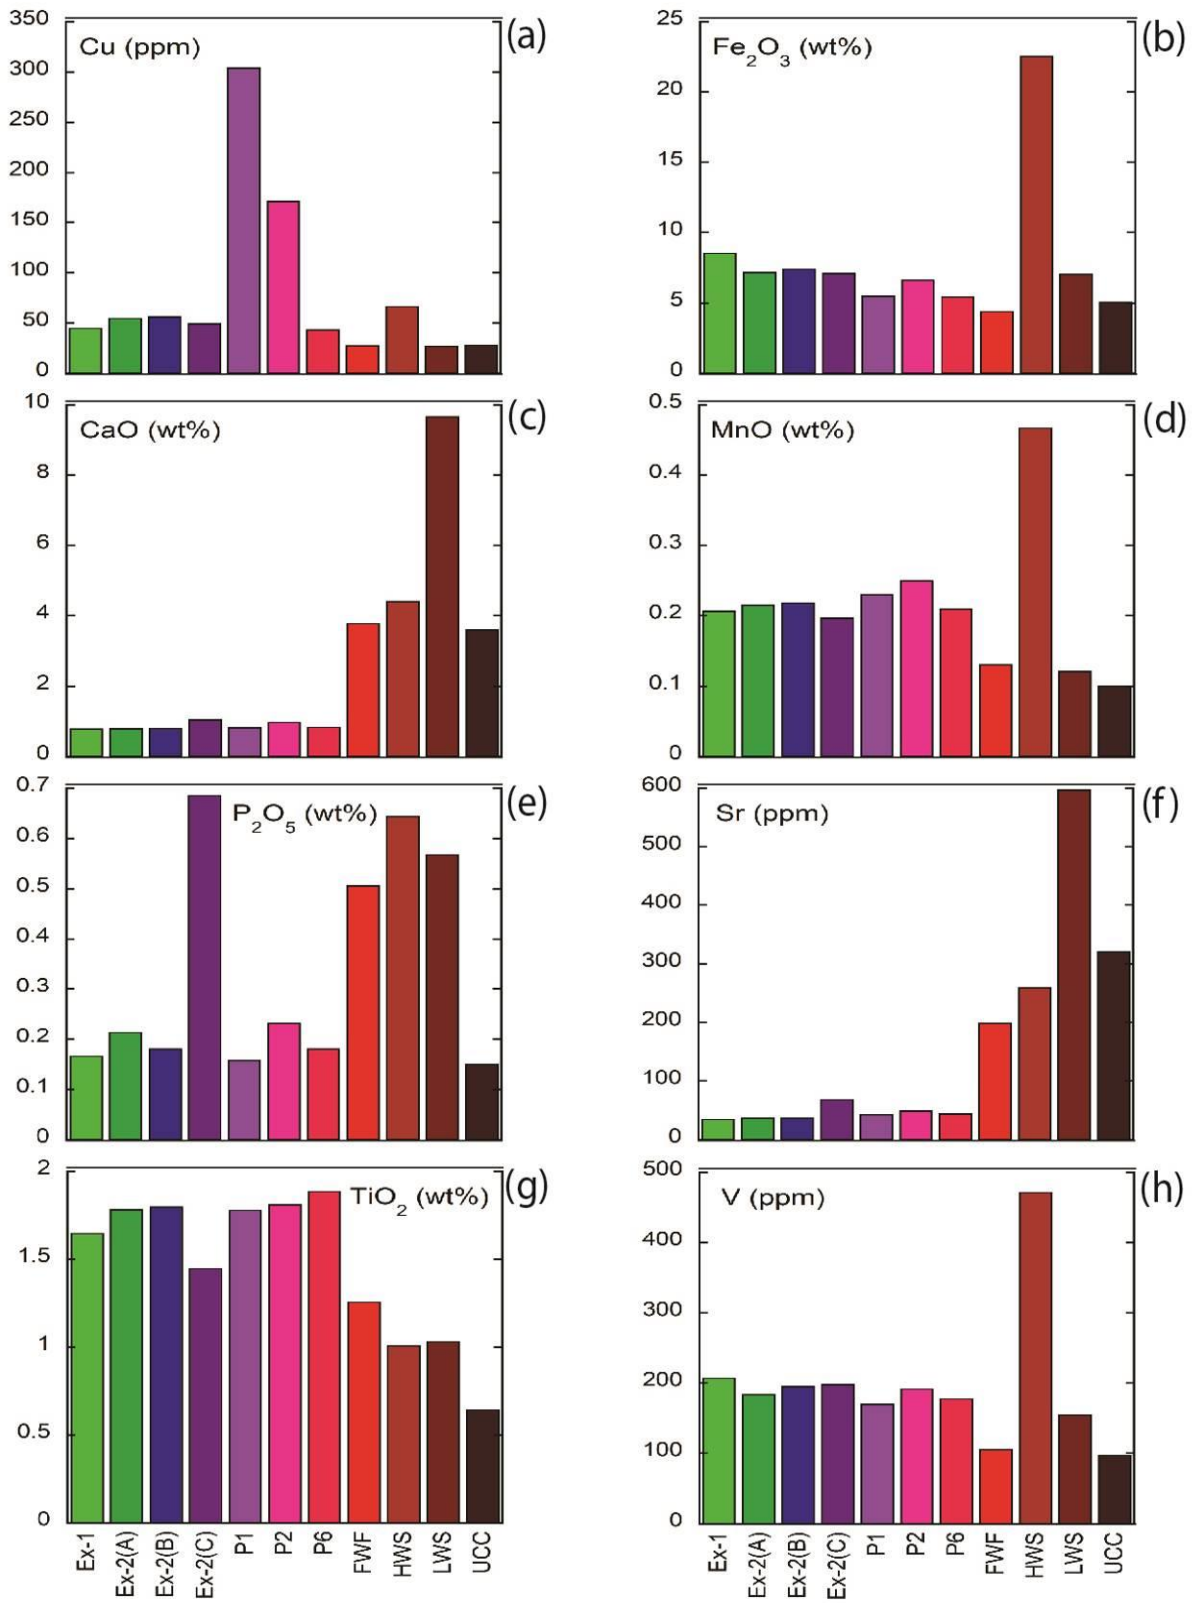 Cu (ppm)
(a)
350
300
250
200
150
100
50
0
Fe2O3 (wt%)
(b)
25
20
15
10
5
0
CaO (wt%)
(c)
10
8
6
4
2
0
MnO (wt%)
(d)
0.5
0.4
0.3
0.2
0.1
0
P2O5 (wt%)
(e)
0.7
0.6
0.5
0.4
0.3
0.2
0.1
0
Sr (ppm)
(f)
600
500
400
300
200
100
0
TiO2 (wt%)
(g)
2
1.5
1
0.5
0
Ex-1
Ex-2(A)
Ex-2(B)
Ex-2(C)
P1
P2
P6
FWF
HWS
LWS
UCC
V (ppm)
(h)
500
400
300
200
100
0
Ex-1
Ex-2(A)
Ex-2(B)
Ex-2(C)
P1
P2
P6
FWF
HWS
LWS
UCC